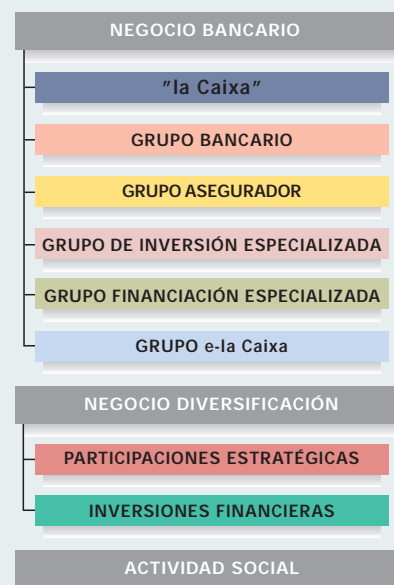 NEGOCIO BANCARIO
"la Caixa"
GRUPO BANCARIO
GRUPO ASEGURADOR
GRUPO DE INVERSIÓN ESPECIALIZADA
GRUPO FINANCIACIÓN ESPECIALIZADA
GRUPO e-la Caixa
NEGOCIO DIVERSIFICACIÓN
PARTICIPACIONES ESTRATÉGICAS
INVERSIONES FINANCIERAS
ACTIVIDAD SOCIAL